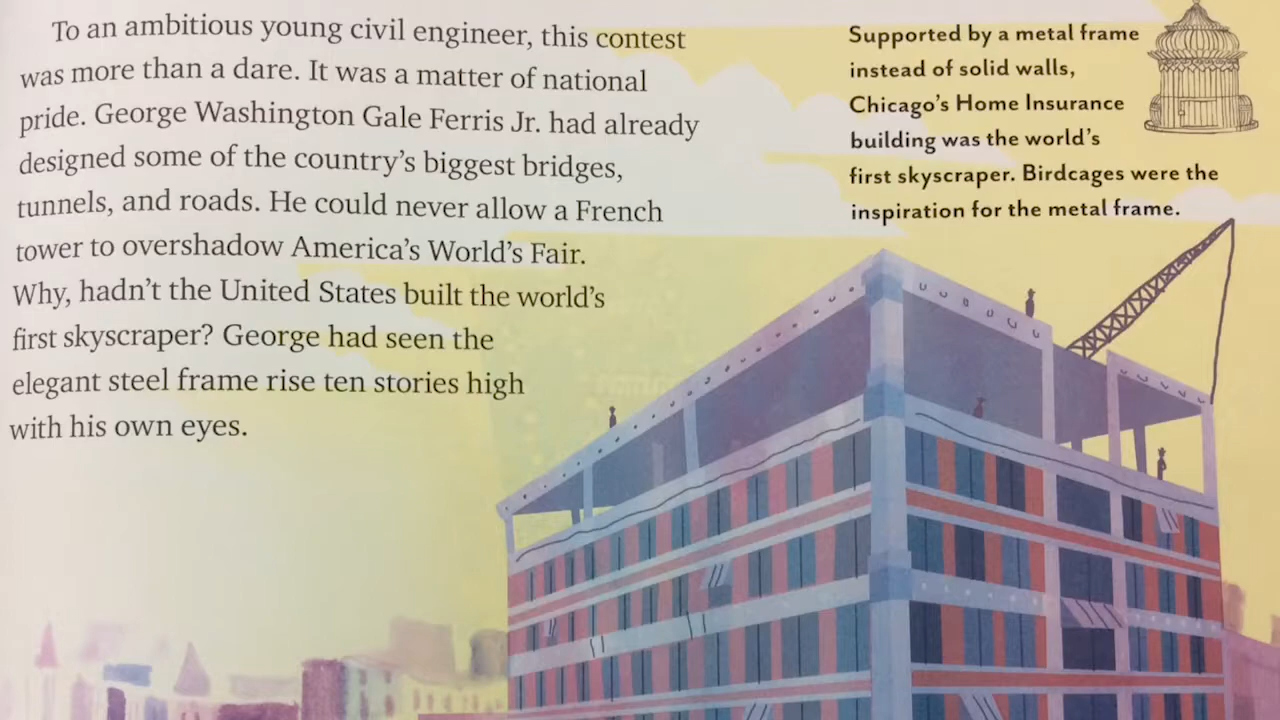 To an ambitious young civil engineer, this contest
was more than a dare. It was a matter of national
pride. George Washington Gale Ferris Jr. had already
designed some of the country's biggest bridges,
tunnels, and roads. He could never allow a French
tower to overshadow America's World's Fair.
Why, hadn't the United States built the world's
first skyscraper? George had seen the
elegant steel frame rise ten stories high
with his own eyes.
Supported by a metal frame
instead of solid walls,
Chicago's Home Insurance
building was the world's
first skyscraper. Birdcages were the
inspiration for the metal frame.